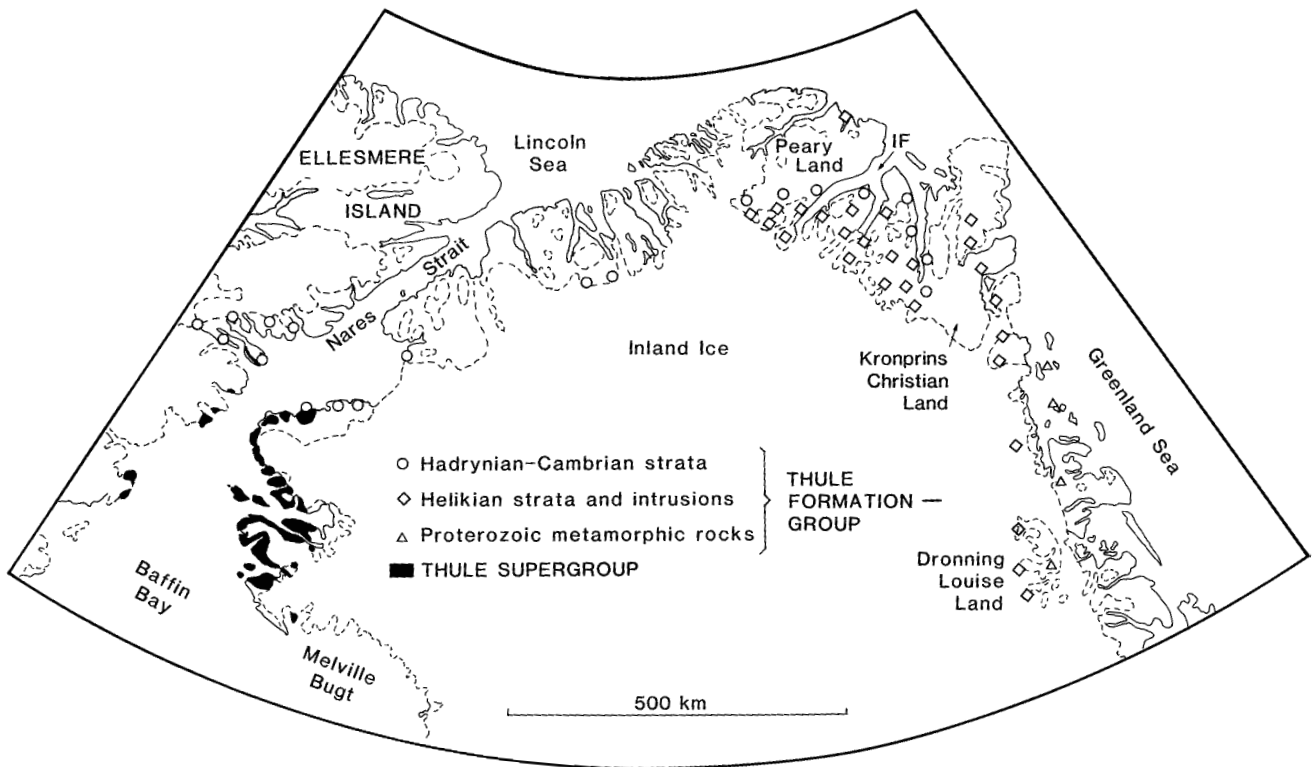 Lincoln
Sea
ELLESMERE
ISLAND
Peary
Land
IF
Nares Strait
Inland Ice
Kronprins
Christian
Land
Greenland Sea
○ Hadrynian-Cambrian strata
◇ Helikian strata and intrusions
△ Proterozoic metamorphic rocks
THULE
FORMATION —
GROUP
■ THULE SUPERGROUP
Dronning
Louise
Land
Baffin
Bay
Melville
Bugt
500 km